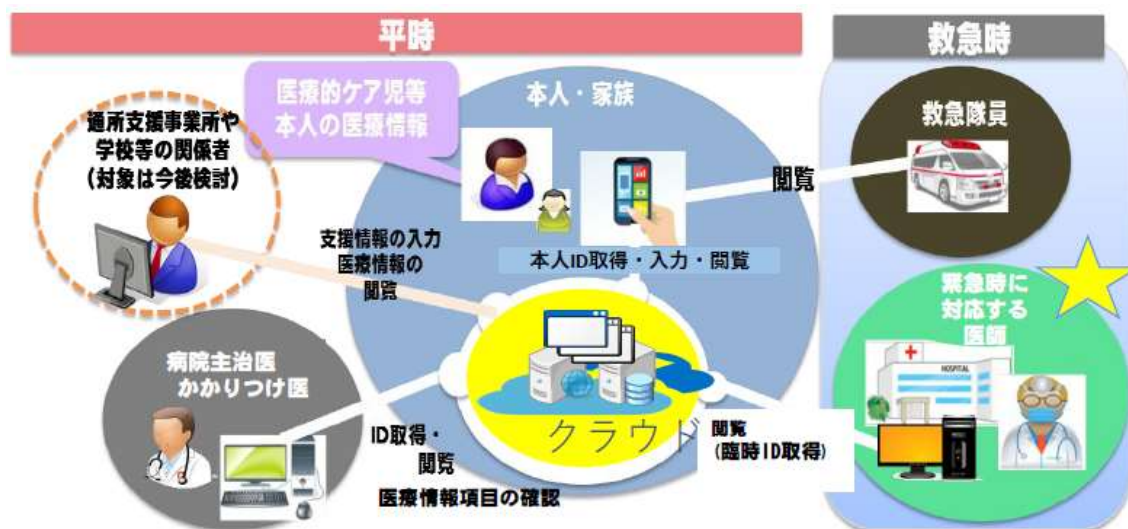 平時
救急時
医療的ケア児等
本人の医療情報
本人・家族
通所支援事業所や
学校等の関係者
(対象は今後検討)
救急隊員
閲覧
支援情報の入力
医療情報の
閲覧
本人ID取得・入力・閲覧
緊急時に
対応する
医師
HOSPITAL
病院主治医
かかりつけ医
クラウド
ID取得・
閲覧
閲覧
(臨時ID取得)
医療情報項目の確認